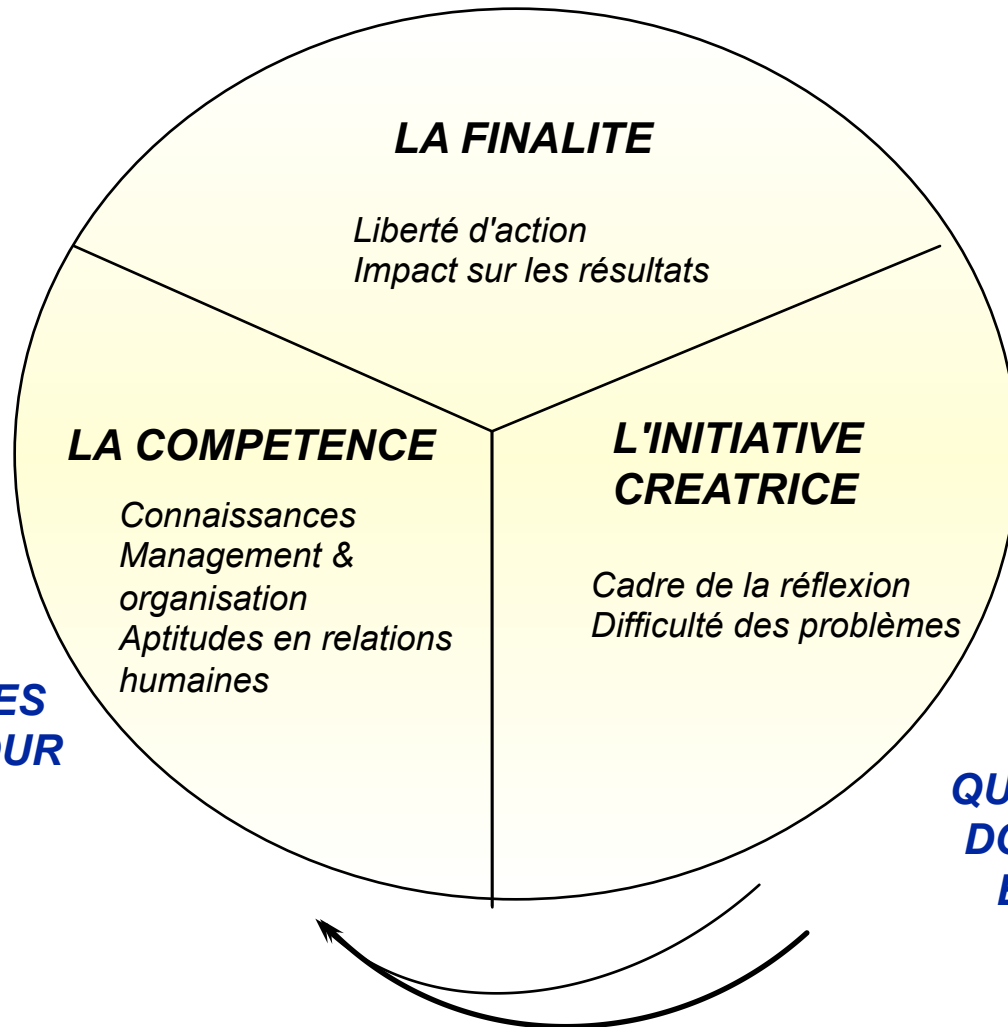 LA FINALITE
Liberté d'action
Impact sur les résultats
LA COMPETENCE
Connaissances
Management &
organisation
Aptitudes en relations
humaines
L'INITIATIVE
CREATRICE
Cadre de la réflexion
Difficulté des problèmes